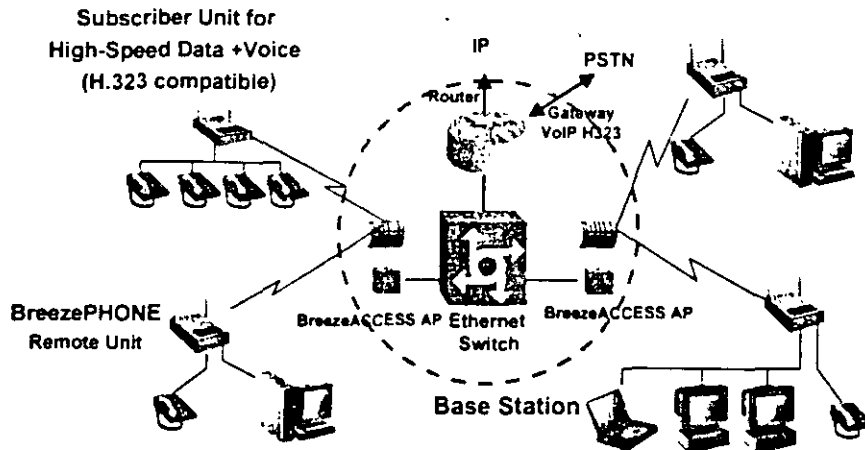 Subscriber Unit for
High-Speed Data +Voice
(H.323 compatible)
IP
PSTN
Router
Gateway
VoIP H323
BreezePHONE
Remote Unit
BreezeACCESS AP
Ethernet
Switch
BreezeACCESS AP
Base Station